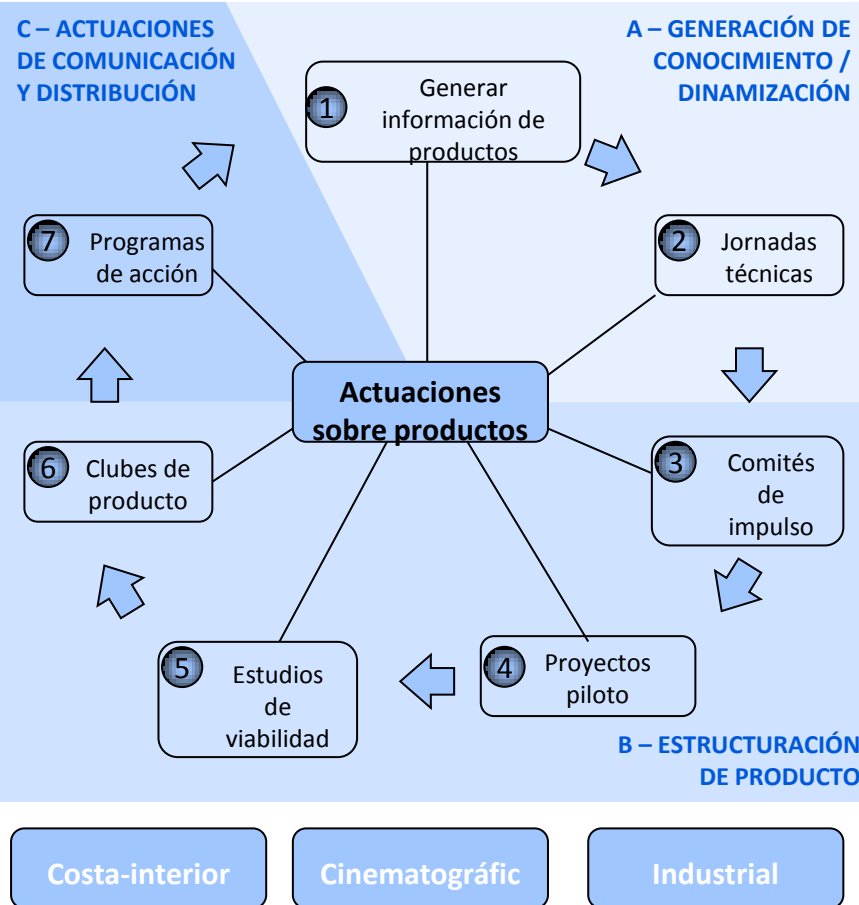 C – ACTUACIONES
DE COMUNICACIÓN
Y DISTRIBUCIÓN
A – GENERACIÓN DE
CONOCIMIENTO /
DINAMIZACIÓN
1
Generar
información de
productos
2
Jornadas
técnicas
3
Comités
de
impulso
4
Proyectos
piloto
5
Estudios
de
viabilidad
6
Clubes de
producto
7
Programas
de acción
Actuaciones
sobre productos
B – ESTRUCTURACIÓN
DE PRODUCTO
Costa-interior
Cinematográfic
Industrial